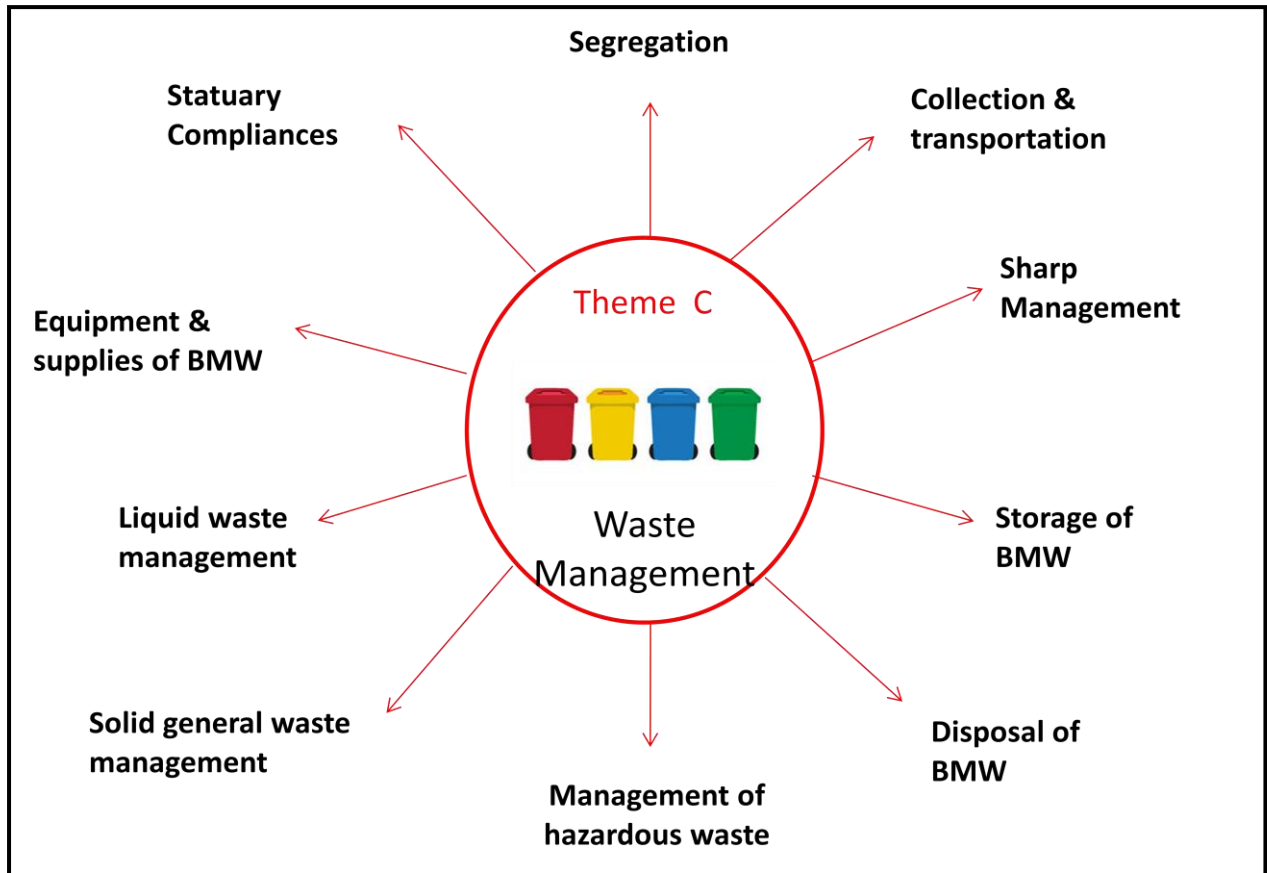 Segregation
Statuary
Compliances
Collection &
transportation
Sharp
Management
Theme C
Equipment &
supplies of BMW
Waste
Management
Liquid waste
management
Storage of
BMW
Solid general waste
management
Disposal of
BMW
Management of
hazardous waste